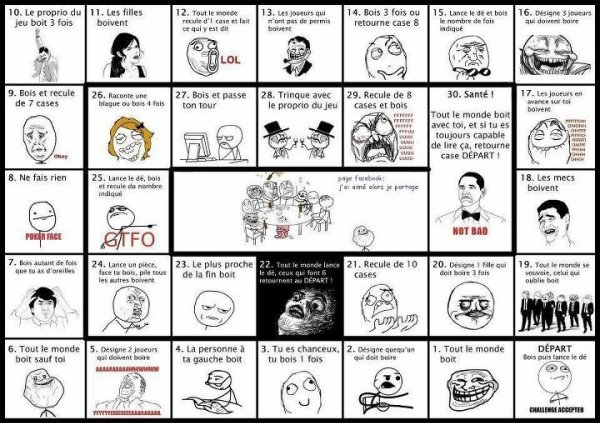 10. Le proprio du
jeu boit 3 fois
11. Les filles
boivent
12. Tout le monde
recule d'1 case et fait
ce qui y est dit
LOL
13. Les joueurs qui
n'ont pas de permis
boivent
14. Bois 3 fois ou
retourne case 8
15. Lance le dé et bois
le nombre de fois
indiqué
16. Désigne 3 joueurs
qui doivent boire
9. Bois et recule
de 7 cases
Okay
26. Raconte une
blague ou bois 4 fois
27. Bois et passe
ton tour
28. Trinque avec
le proprio du jeu
29. Recule de 8
cases et bois
30. Santé !
Tout le monde boit
avec toi, et si tu es
toujours capable
de lire ça, retourne
case DÉPART !
NOT BAD
17. Les joueurs en
avance sur toi
boivent
8. Ne fais rien
POKER FACE
25. Lance le dé, bois
et recule du nombre
indiqué
GTFO
page facebook:
j'ai aimé alors je partage
18. Les mecs
boivent
7. Bois autant de fois
que tu as d'oreilles
24. Lance un pièce,
face tu bois, pile tous
les autres boivent
23. Le plus proche
de la fin boit
22. Tout le monde lance
le dé, ceux qui font 6
retournent au DÉPART !
21. Recule de 10
cases
20. Désigne 1 fille qui
doit boire 3 fois
19. Tout le monde se
vouvoie, celui qui
oublie boit
6. Tout le monde
boit sauf toi
5. Désigne 2 joueurs
qui doivent boire
4. La personne à
ta gauche boit
3. Tu es chanceux,
tu bois 1 fois
2. Désigne quequ'un
qui doit boire
1. Tout le monde
boit
DÉPART
Bois puis lance le dé
CHALLENGE ACCEPTED